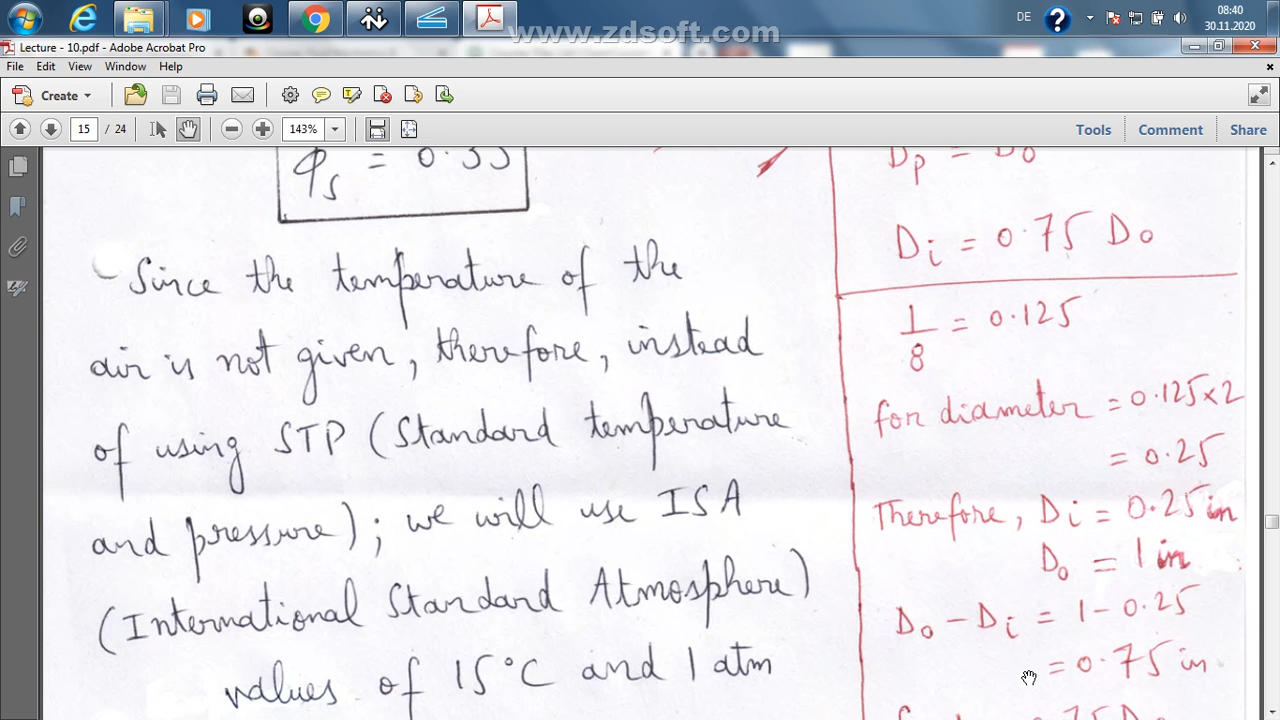 www.zdsoft.com
DE
08:40
30.11.2020
Lecture - 10.pdf - Adobe Acrobat Pro
File Edit View Window Help
Create
15 / 24
143%
Tools Comment Share
ϕs =
Since the temperature of the
air is not given, therefore, instead
of using STP (Standard temperature
and pressure); we will use ISA
(International Standard Atmosphere)
values of 15°C and 1 atm
Dp = Do
Di = 0.75 Do
1/8 = 0.125
for diameter = 0.125×2
= 0.25
Therefore, Di = 0.25 in
Do = 1 in
Do - Di = 1 - 0.25
= 0.75 in